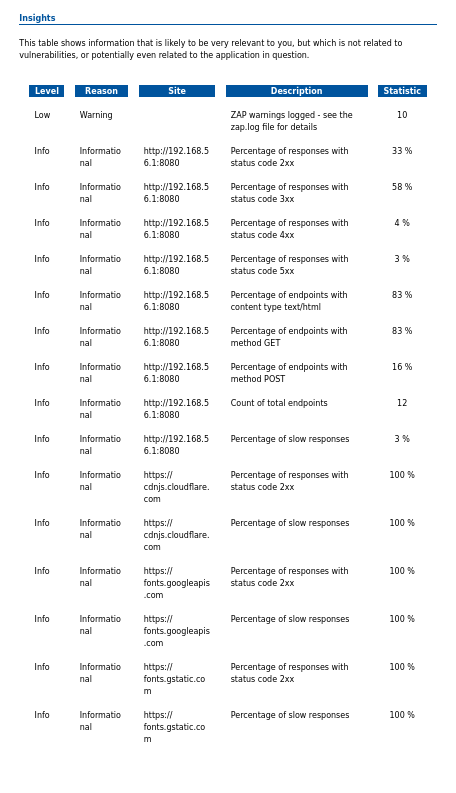 Insights
This table shows information that is likely to be very relevant to you, but which is not related to
vulnerabilities, or potentially even related to the application in question.
Level Reason Site Description Statistic
Low Warning ZAP warnings logged - see the 10
zap.log file for details
Info Informatio http://192.168.5 Percentage of responses with 33 %
nal 6.1:8080 status code 2xx
Info Informatio http://192.168.5 Percentage of responses with 58 %
nal 6.1:8080 status code 3xx
Info Informatio http://192.168.5 Percentage of responses with 4 %
nal 6.1:8080 status code 4xx
Info Informatio http://192.168.5 Percentage of responses with 3 %
nal 6.1:8080 status code 5xx
Info Informatio http://192.168.5 Percentage of endpoints with 83 %
nal 6.1:8080 content type text/html
Info Informatio http://192.168.5 Percentage of endpoints with 83 %
nal 6.1:8080 method GET
Info Informatio http://192.168.5 Percentage of endpoints with 16 %
nal 6.1:8080 method POST
Info Informatio http://192.168.5 Count of total endpoints 12
nal 6.1:8080
Info Informatio http://192.168.5 Percentage of slow responses 3 %
nal 6.1:8080
Info Informatio https:// Percentage of responses with 100 %
nal cdnjs.cloudflare. status code 2xx
com
Info Informatio https:// Percentage of slow responses 100 %
nal cdnjs.cloudflare.
com
Info Informatio https:// Percentage of responses with 100 %
nal fonts.googleapis status code 2xx
.com
Info Informatio https:// Percentage of slow responses 100 %
nal fonts.googleapis
.com
Info Informatio https:// Percentage of responses with 100 %
nal fonts.gstatic.co status code 2xx
m
Info Informatio https:// Percentage of slow responses 100 %
nal fonts.gstatic.co
m